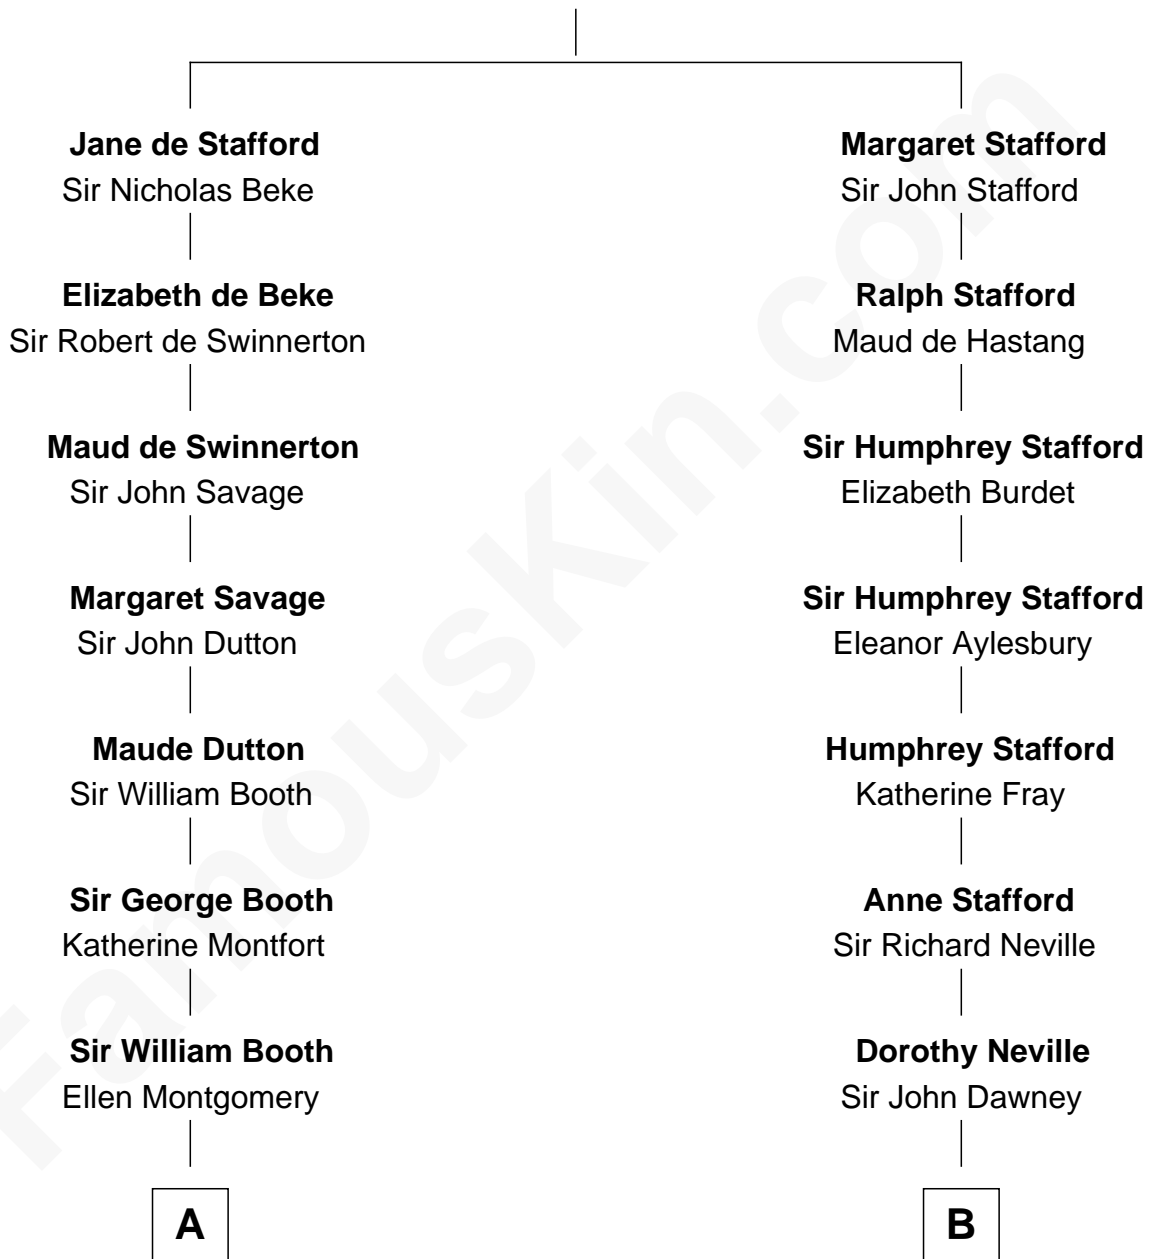 Jane de Stafford
Sir Nicholas Beke
Elizabeth de Beke
Sir Robert de Swinnerton
Maud de Swinnerton
Sir John Savage
Margaret Savage
Sir John Dutton
Maude Dutton
Sir William Booth
Sir George Booth
Katherine Montfort
Sir William Booth
Ellen Montgomery
A
Margaret Stafford
Sir John Stafford
Ralph Stafford
Maud de Hastang
Sir Humphrey Stafford
Elizabeth Burdet
Sir Humphrey Stafford
Eleanor Aylesbury
Humphrey Stafford
Katherine Fray
Anne Stafford
Sir Richard Neville
Dorothy Neville
Sir John Dawney
B
FamousKin.com